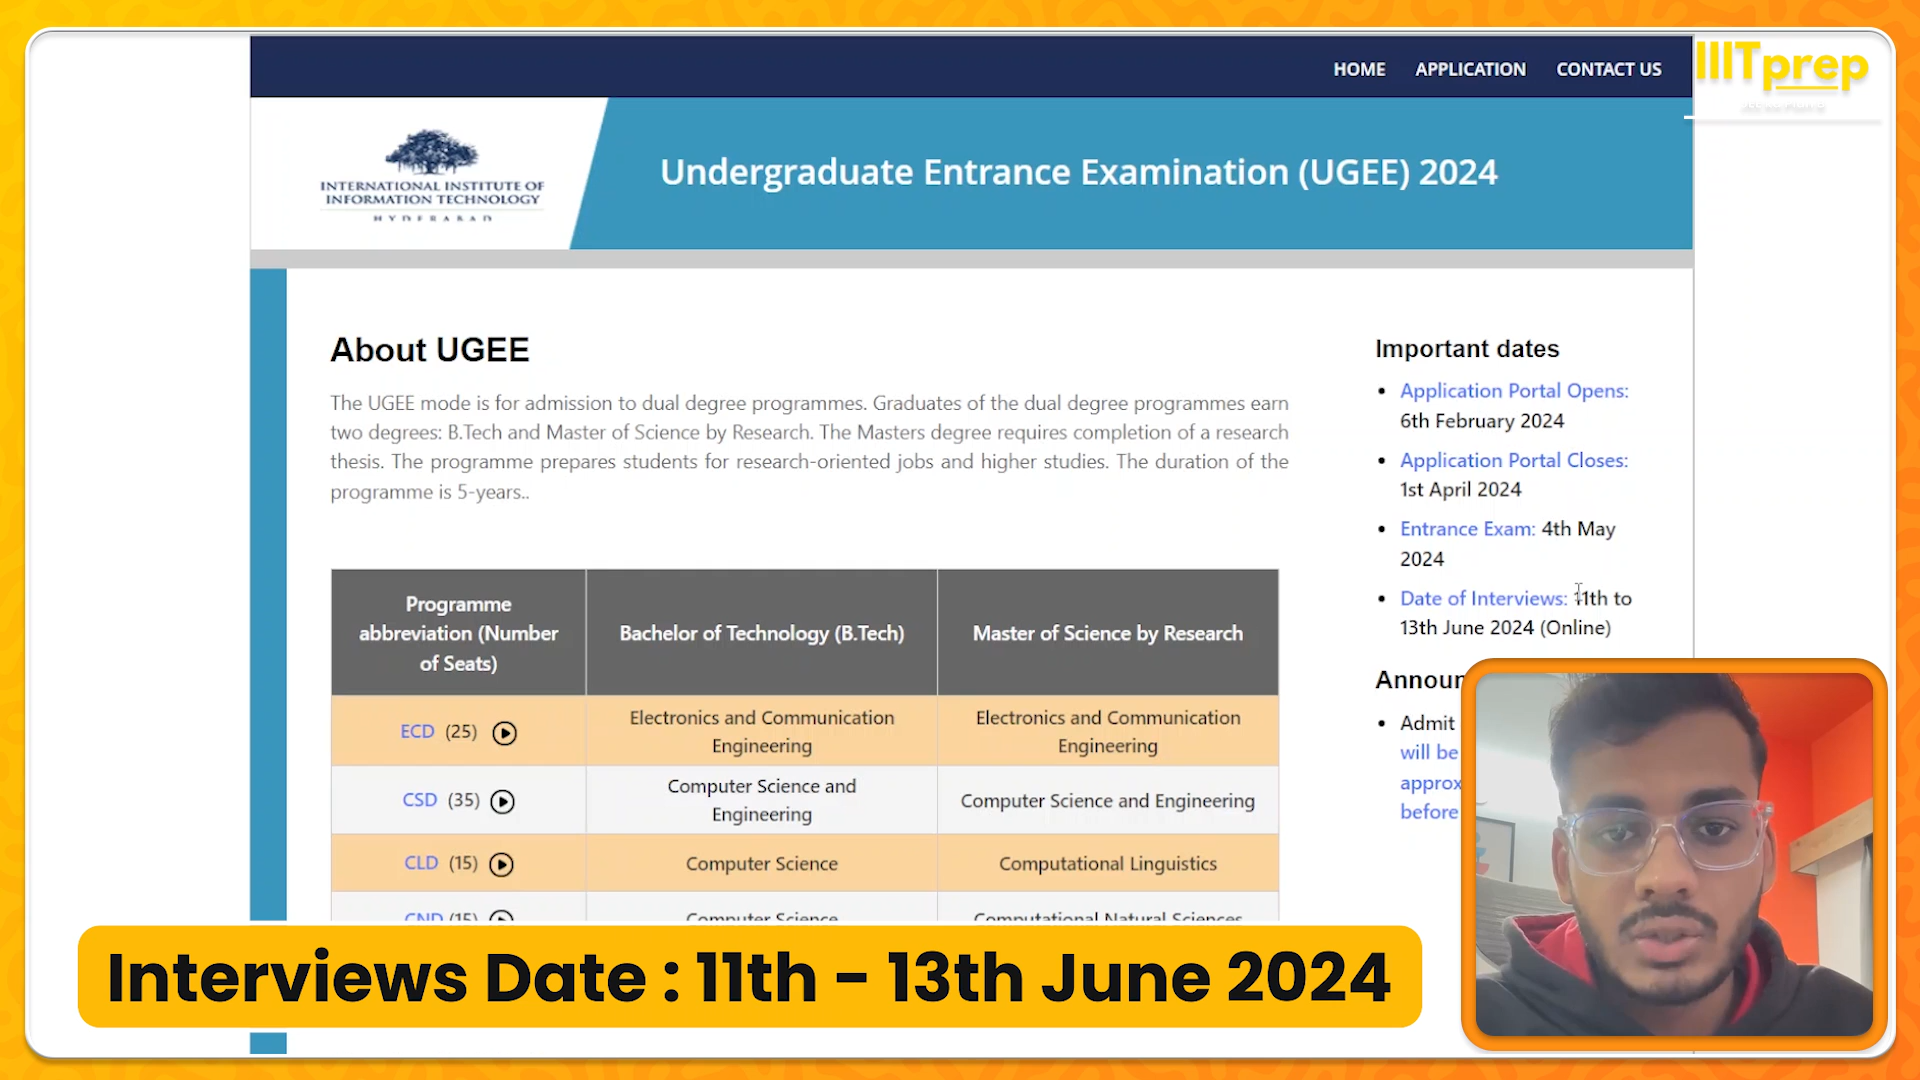 HOME APPLICATION CONTACT US
IIITprep
INTERNATIONAL INSTITUTE OF
INFORMATION TECHNOLOGY
HYDERABAD
Undergraduate Entrance Examination (UGEE) 2024
About UGEE
The UGEE mode is for admission to dual degree programmes. Graduates of the dual degree programmes earn
two degrees: B.Tech and Master of Science by Research. The Masters degree requires completion of a research
thesis. The programme prepares students for research-oriented jobs and higher studies. The duration of the
programme is 5-years..
Programme
abbreviation (Number
of Seats)
Bachelor of Technology (B.Tech)
Master of Science by Research
ECD (25)
Electronics and Communication
Engineering
Electronics and Communication
Engineering
CSD (35)
Computer Science and
Engineering
Computer Science and Engineering
CLD (15)
Computer Science
Computational Linguistics
CND (15)
Computer Science
Computational Natural Sciences
Important dates
Application Portal Opens:
6th February 2024
Application Portal Closes:
1st April 2024
Entrance Exam: 4th May
2024
Date of Interviews: 11th to
13th June 2024 (Online)
Announ
Admit
will be
approx
before
Interviews Date : 11th - 13th June 2024